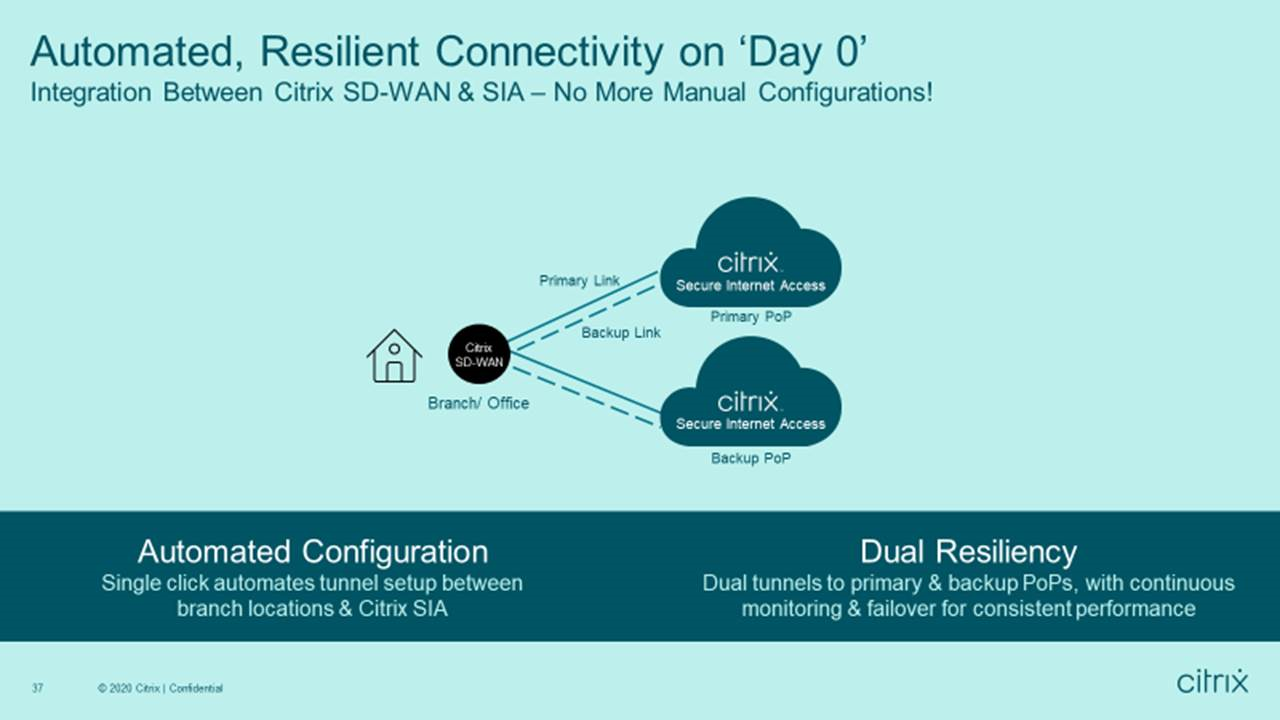 Automated, Resilient Connectivity on ‘Day 0’
Integration Between Citrix SD-WAN & SIA – No More Manual Configurations!
citrix
Secure Internet Access
Primary PoP
Primary Link
Backup Link
Citrix
SD-WAN
Branch/ Office
citrix
Secure Internet Access
Backup PoP
Automated Configuration
Single click automates tunnel setup between
branch locations & Citrix SIA
Dual Resiliency
Dual tunnels to primary & backup PoPs, with continuous
monitoring & failover for consistent performance
37
© 2020 Citrix | Confidential
citrix